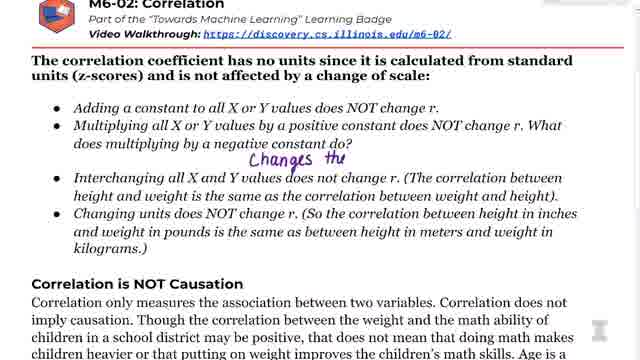 M6-02: Correlation
Part of the “Towards Machine Learning” Learning Badge
Video Walkthrough: https://discovery.cs.illinois.edu/m6-02/
The correlation coefficient has no units since it is calculated from standard
units (z-scores) and is not affected by a change of scale:
● Adding a constant to all X or Y values does NOT change r.
● Multiplying all X or Y values by a positive constant does NOT change r. What
does multiplying by a negative constant do?
Changes the
● Interchanging all X and Y values does not change r. (The correlation between
height and weight is the same as the correlation between weight and height).
● Changing units does NOT change r. (So the correlation between height in inches
and weight in pounds is the same as between height in meters and weight in
kilograms.)
Correlation is NOT Causation
Correlation only measures the association between two variables. Correlation does not
imply causation. Though the correlation between the weight and the math ability of
children in a school district may be positive, that does not mean that doing math makes
children heavier or that putting on weight improves the children’s math skills. Age is a